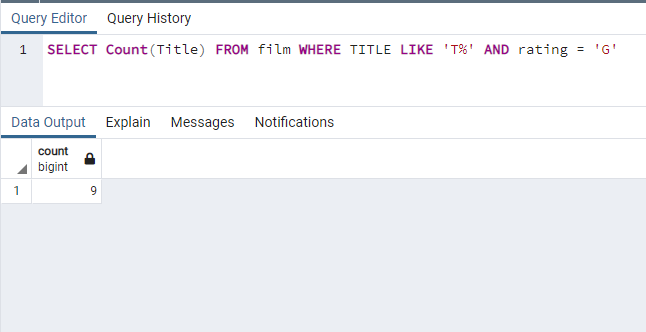 Query Editor Query History
1 SELECT Count(Title) FROM film WHERE TITLE LIKE 'T%' AND rating = 'G'
Data Output Explain Messages Notifications
count
bigint
1 9